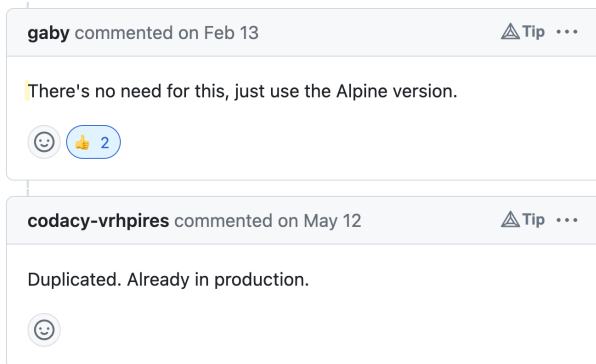 gaby commented on Feb 13 Tip
There's no need for this, just use the Alpine version.
2
codacy-vrhpires commented on May 12 Tip
Duplicated. Already in production.